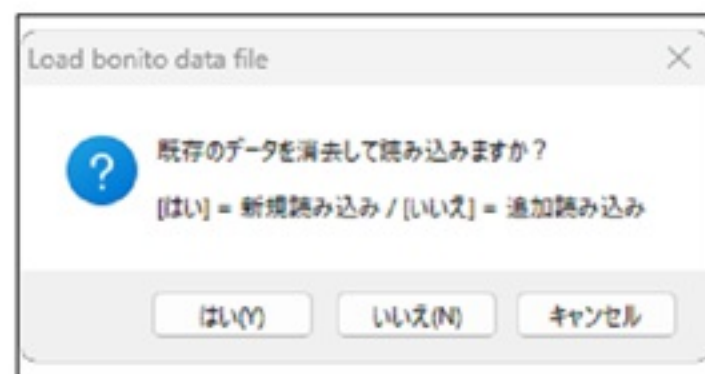 Load bonito data file
既存のデータを消去して読み込みますか?
[はい] = 新規読み込み / [いいえ] = 追加読み込み
はい(Y) いいえ(N) キャンセル